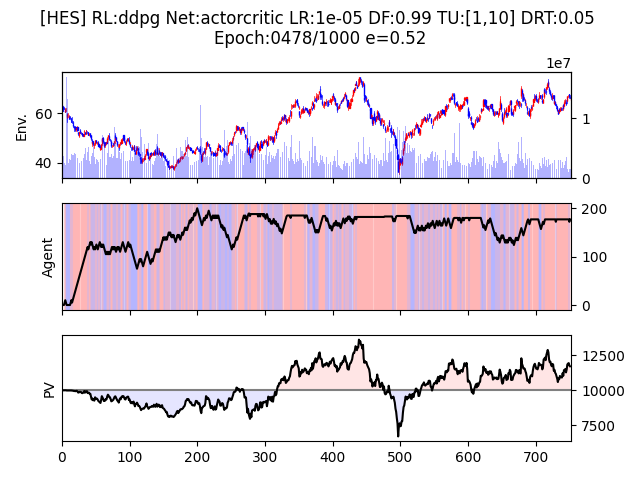 [HES] RL:ddpg Net:actorcritic LR:1e-05 DF:0.99 TU:[1,10] DRT:0.05
Epoch:0478/1000 e=0.52
1e7
Env.
60
40
1
0
Agent
200
100
0
PV
12500
10000
7500
0 100 200 300 400 500 600 700